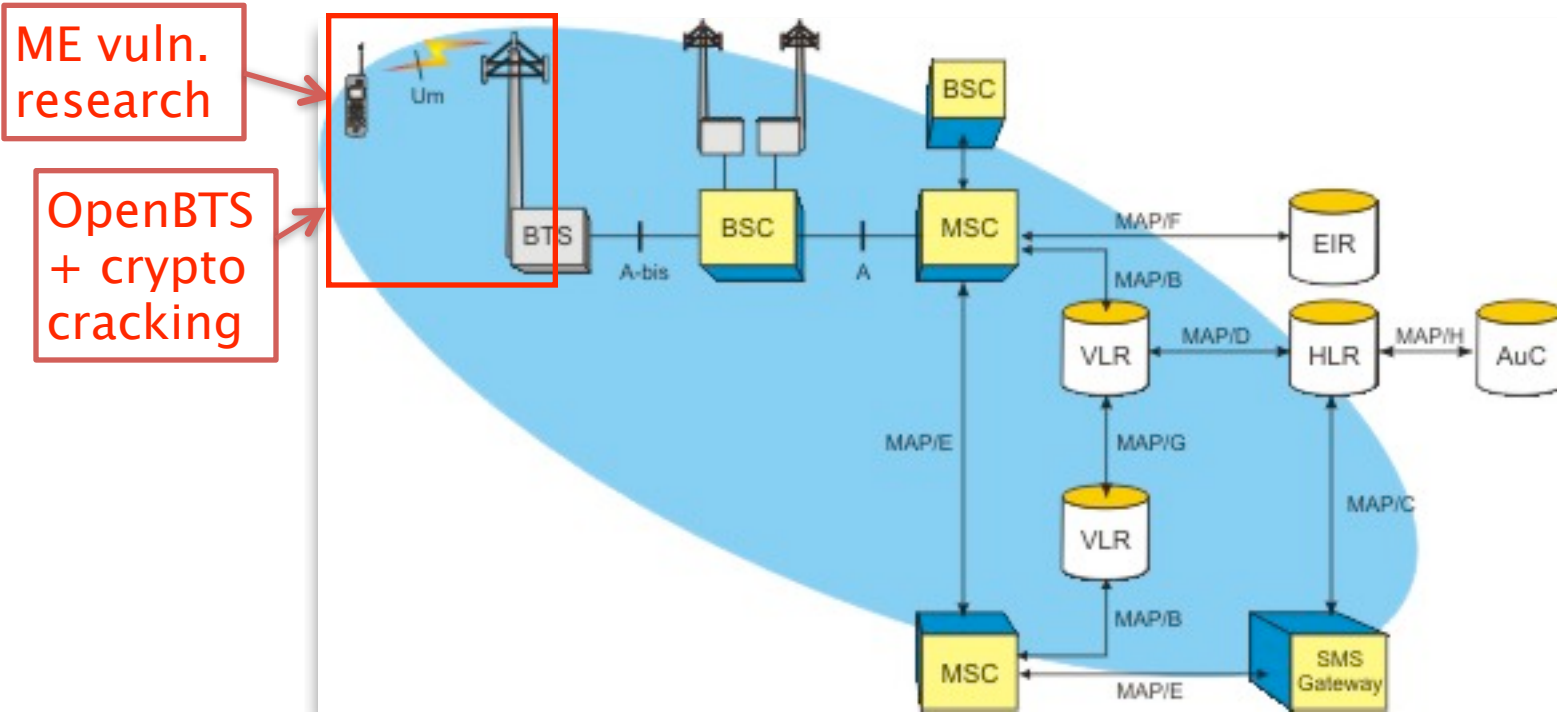 ME vuln.
research
OpenBTS
+ crypto
cracking
Um
BTS
A-bis
BSC
A
BSC
MSC
MAP/F
EIR
MAP/B
VLR
MAP/D
HLR
MAP/H
AuC
MAP/E
MAP/G
MAP/C
VLR
MAP/B
MSC
MAP/E
SMS
Gateway